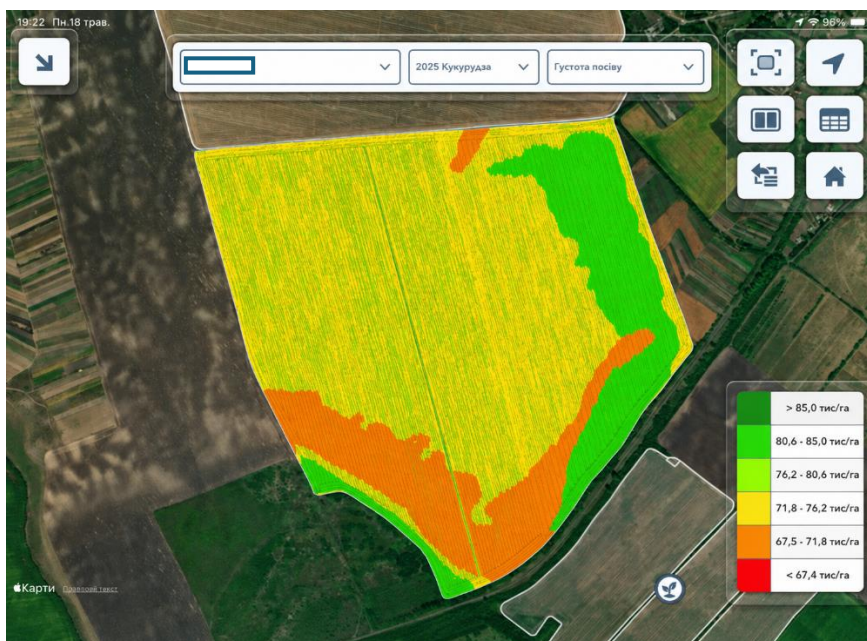 19:22 Пн.18 трав.
96%
2025 Кукурудза
Густота посіву
> 85,0 тис/га
80,6 - 85,0 тис/га
76,2 - 80,6 тис/га
71,8 - 76,2 тис/га
67,5 - 71,8 тис/га
< 67,4 тис/га
Карти